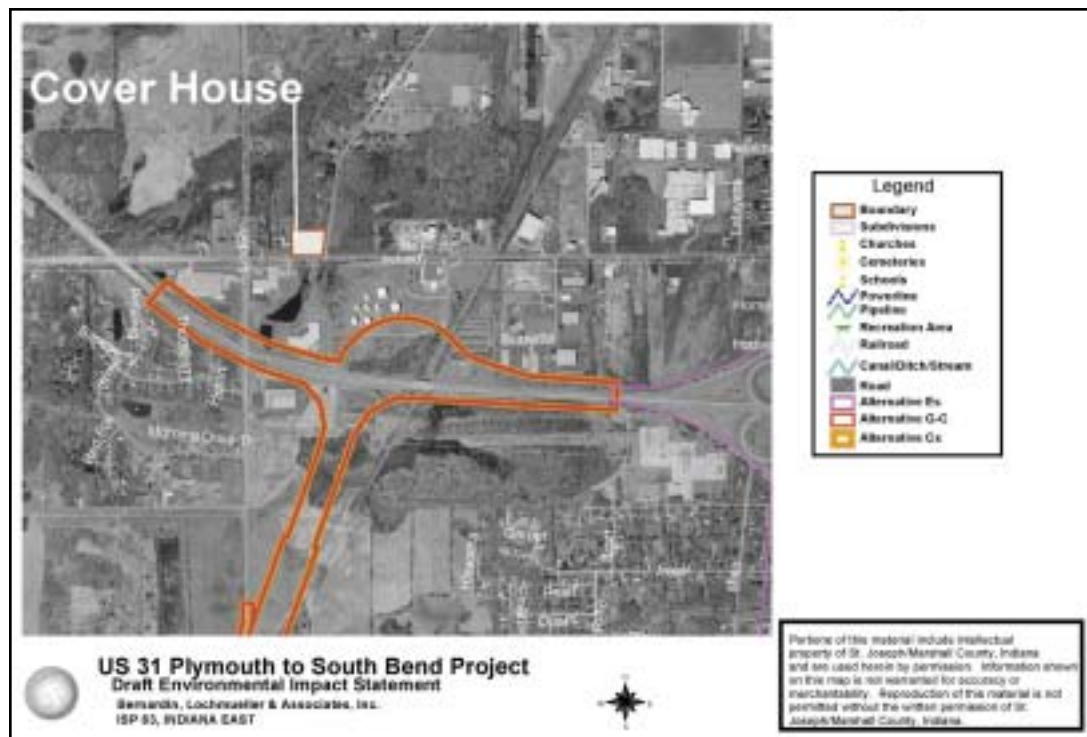 Cover House
Legend
Boundary
Subdivisions
Churches
Cemeteries
Schools
Powerline
Pipeline
Recreation Area
Railroad
Canal/Ditch/Stream
Road
Alternative Es
Alternative G-C
Alternative Cs
US 31 Plymouth to South Bend Project
Draft Environmental Impact Statement
Bernardin, Lochmueller & Associates, Inc.
ISP 83, INDIANA EAST
Portions of this material include intellectual
property of St. Joseph/Marshall County, Indiana
and are used herein by permission. Information shown
on this map is not warranted for accuracy or
merchantability. Reproduction of this material is not
permitted without the written permission of St.
Joseph/Marshall County, Indiana.